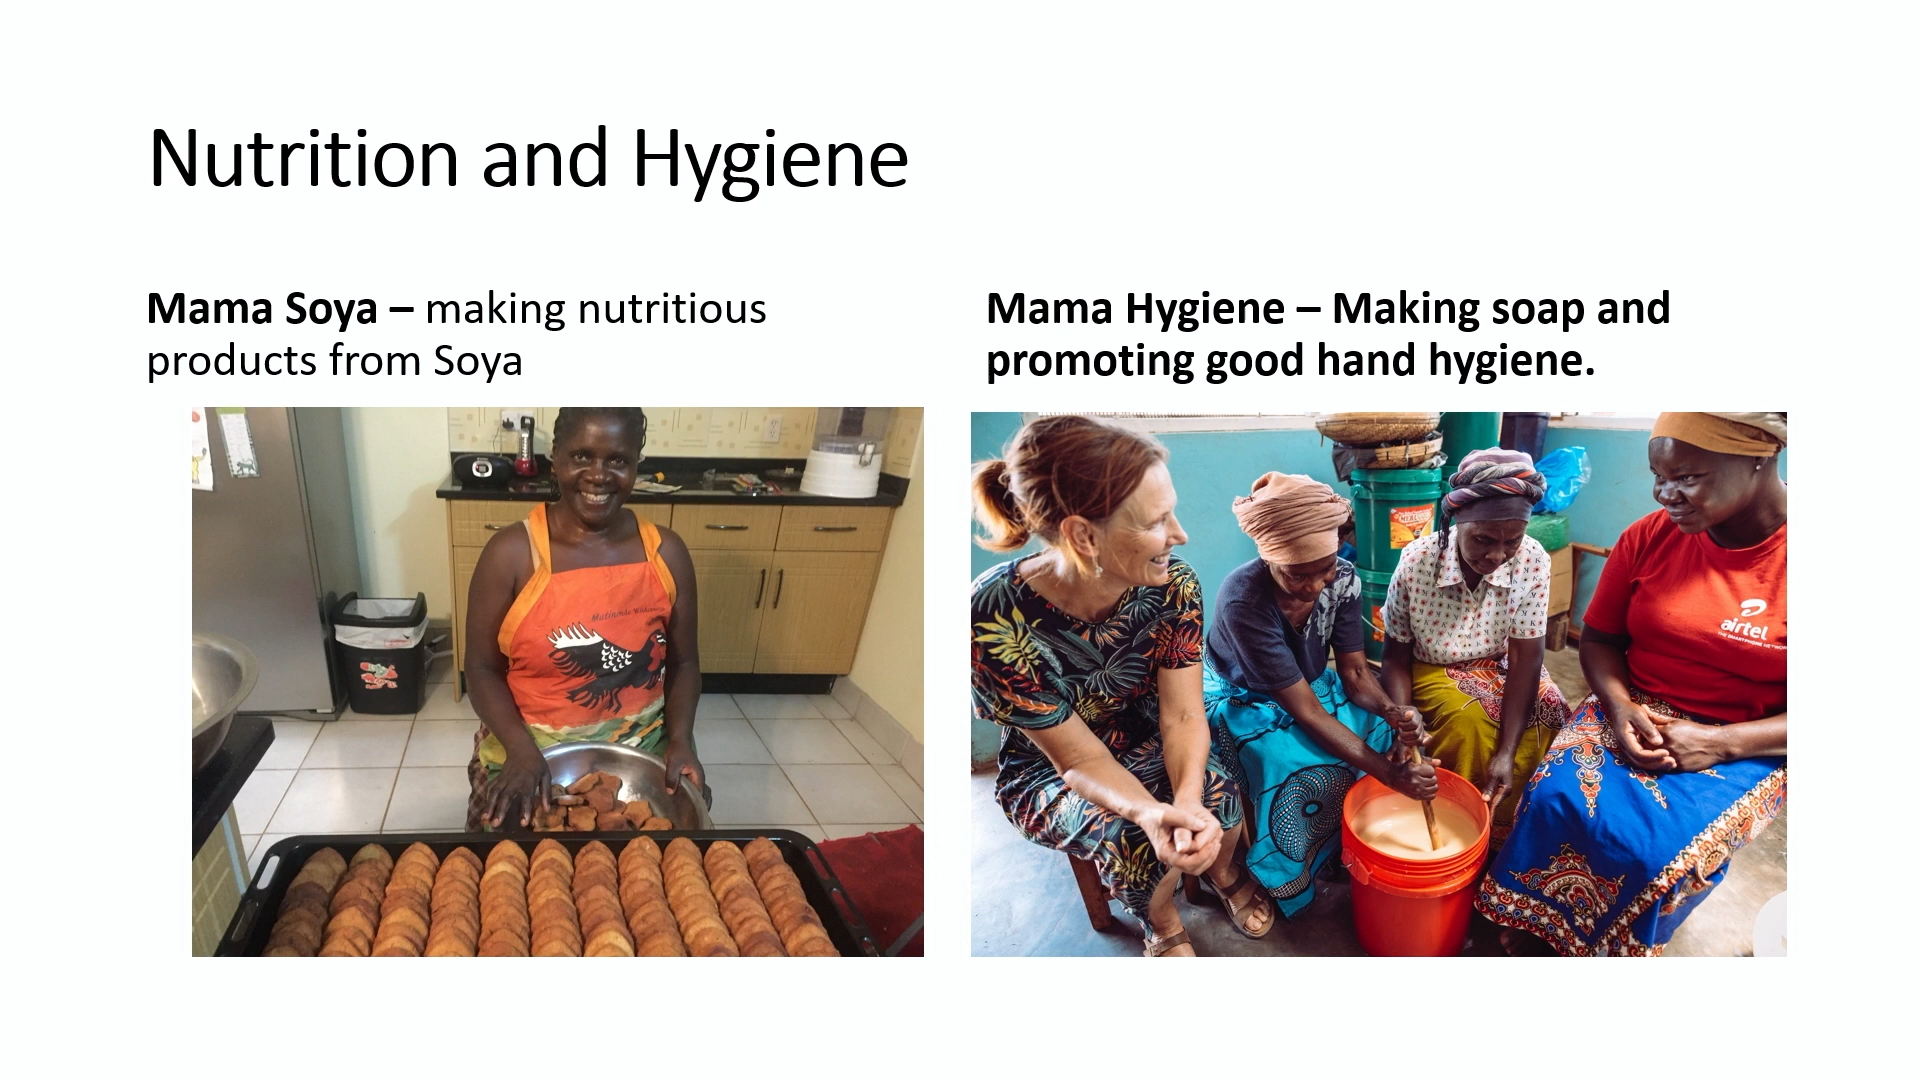 Nutrition and Hygiene
Mama Soya – making nutritious
products from Soya
Mama Hygiene – Making soap and
promoting good hand hygiene.
airtel